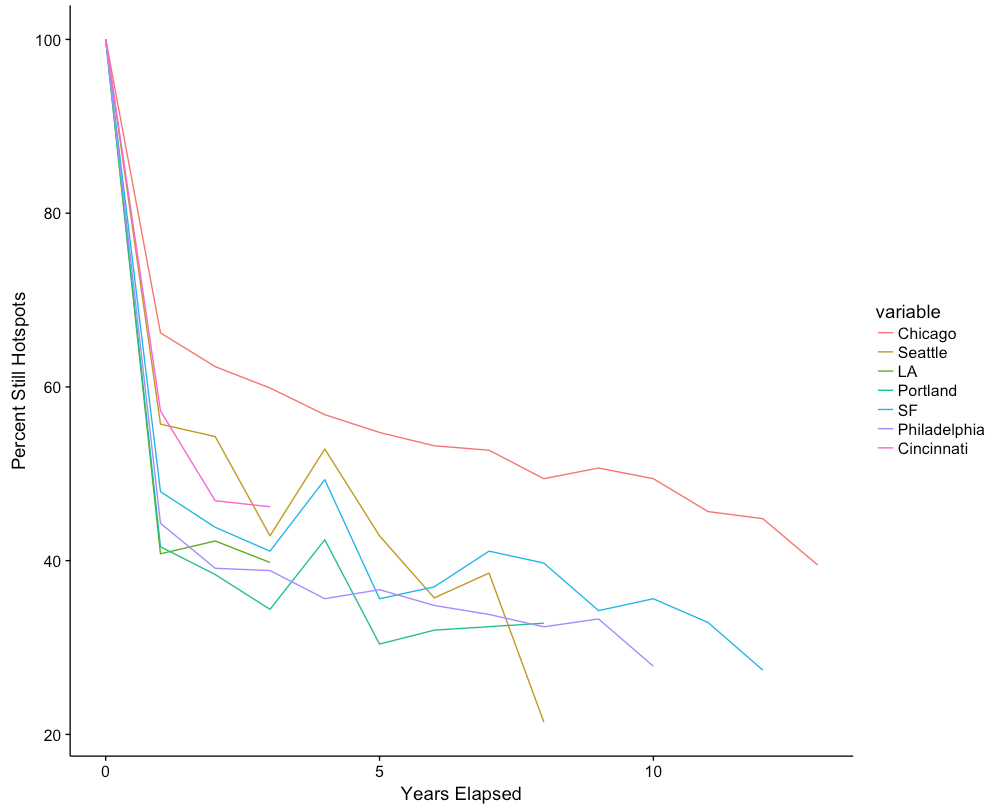 100
80
60
40
20
Percent Still Hotspots
0 5 10
Years Elapsed
variable
Chicago
Seattle
LA
Portland
SF
Philadelphia
Cincinnati